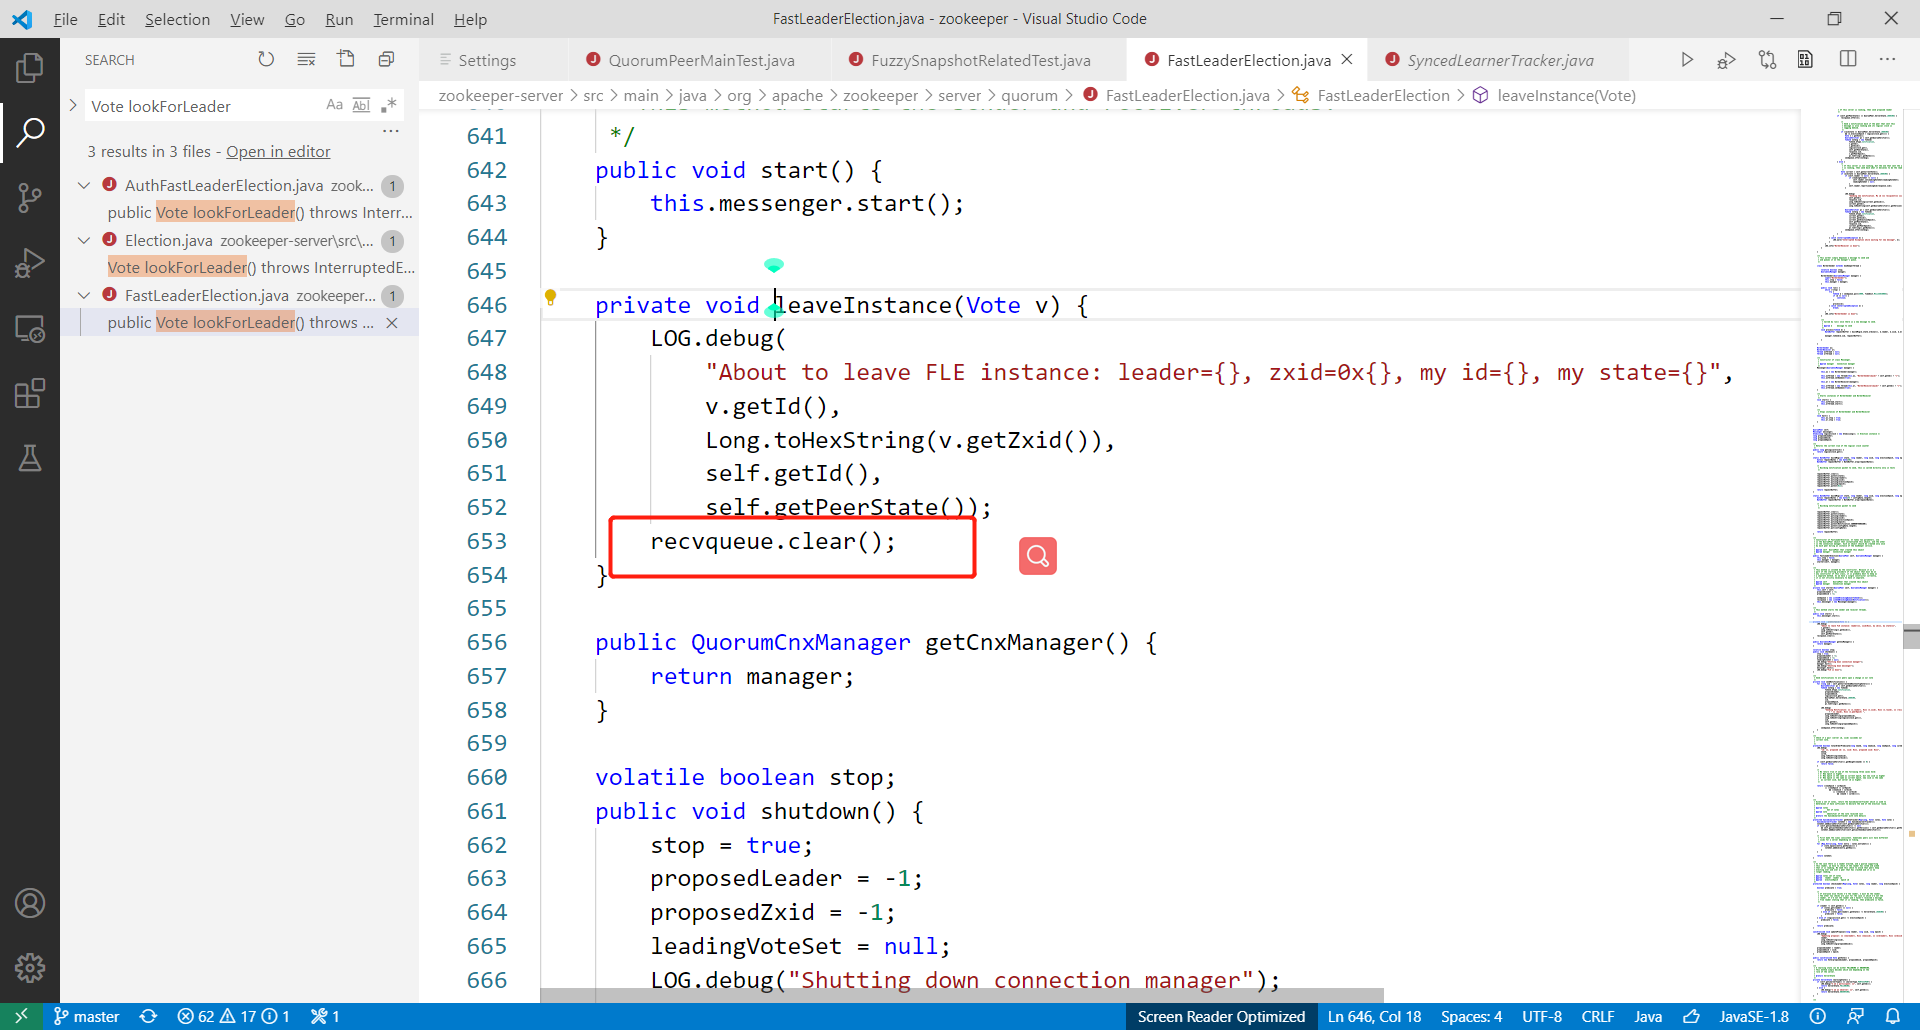 File Edit Selection View Go Run Terminal Help
FastLeaderElection.java - zookeeper - Visual Studio Code
SEARCH
Vote lookForLeader
Aa Abl .*
3 results in 3 files - Open in editor
AuthFastLeaderElection.java zook... 1
public Vote lookForLeader() throws Interr...
Election.java zookeeper-server\src\... 1
Vote lookForLeader() throws InterruptedE...
FastLeaderElection.java zookeeper... 1
public Vote lookForLeader() throws ...
Settings QuorumPeerMainTest.java FuzzySnapshotRelatedTest.java FastLeaderElection.java SyncedLearnerTracker.java
zookeeper-server > src > main > java > org > apache > zookeeper > server > quorum > FastLeaderElection.java > FastLeaderElection > leaveInstance(Vote)
641 */
642 public void start() {
643 this.messenger.start();
644 }
645
646 private void leaveInstance(Vote v) {
647 LOG.debug(
648 "About to leave FLE instance: leader={}, zxid=0x{}, my id={}, my state={}",
649 v.getId(),
650 Long.toHexString(v.getZxid()),
651 self.getId(),
652 self.getPeerState());
653 recvqueue.clear();
654 }
655
656 public QuorumCnxManager getCnxManager() {
657 return manager;
658 }
659
660 volatile boolean stop;
661 public void shutdown() {
662 stop = true;
663 proposedLeader = -1;
664 proposedZxid = -1;
665 leadingVoteSet = null;
666 LOG.debug("Shutting down connection manager");
master 62 17 1 1 Screen Reader Optimized Ln 646, Col 18 Spaces: 4 UTF-8 CRLF Java JavaSE-1.8